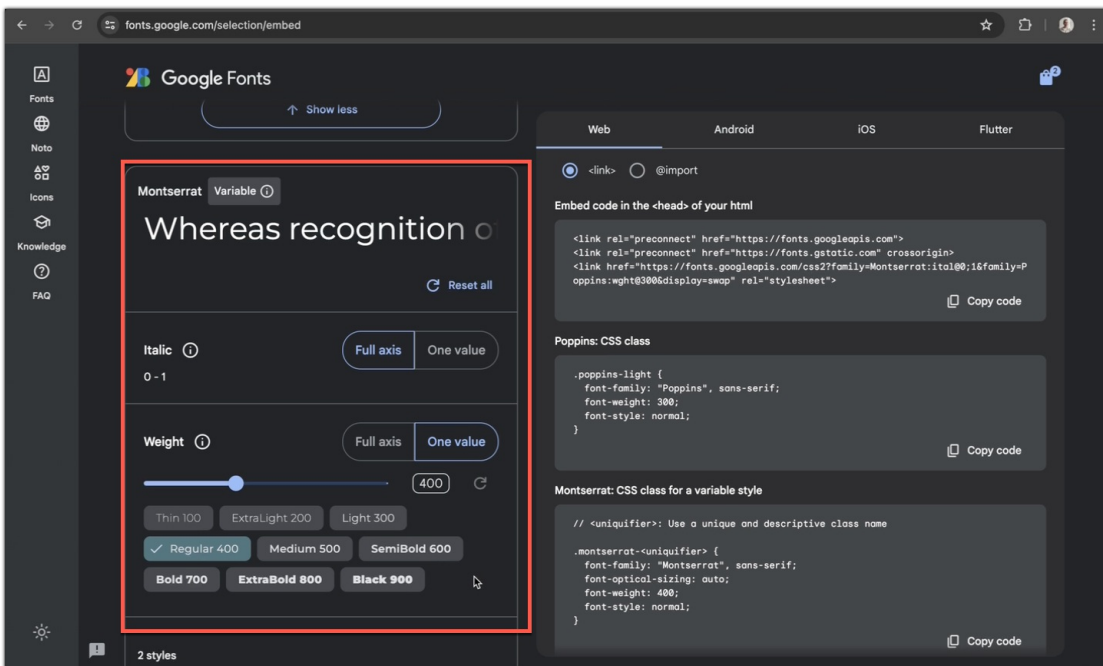 fonts.google.com/selection/embed
Fonts
Noto
Icons
Knowledge
FAQ
Google Fonts
2
Show less
Montserrat Variable
Whereas recognition o
Reset all
Italic Full axis One value
0 - 1
Weight Full axis One value
400
Thin 100 ExtraLight 200 Light 300
Regular 400 Medium 500 SemiBold 600
Bold 700 ExtraBold 800 Black 900
2 styles
Web Android iOS Flutter
<link> @import
Embed code in the <head> of your html
<link rel="preconnect" href="https://fonts.googleapis.com">
<link rel="preconnect" href="https://fonts.gstatic.com" crossorigin>
<link href="https://fonts.googleapis.com/css2?family=Montserrat:ital@0;1&family=P
oppins:wght@300&display=swap" rel="stylesheet">
Copy code
Poppins: CSS class
.poppins-light {
font-family: "Poppins", sans-serif;
font-weight: 300;
font-style: normal;
}
Copy code
Montserrat: CSS class for a variable style
// <uniquifier>: Use a unique and descriptive class name
.montserrat-<uniquifier> {
font-family: "Montserrat", sans-serif;
font-optical-sizing: auto;
font-weight: 400;
font-style: normal;
}
Copy code